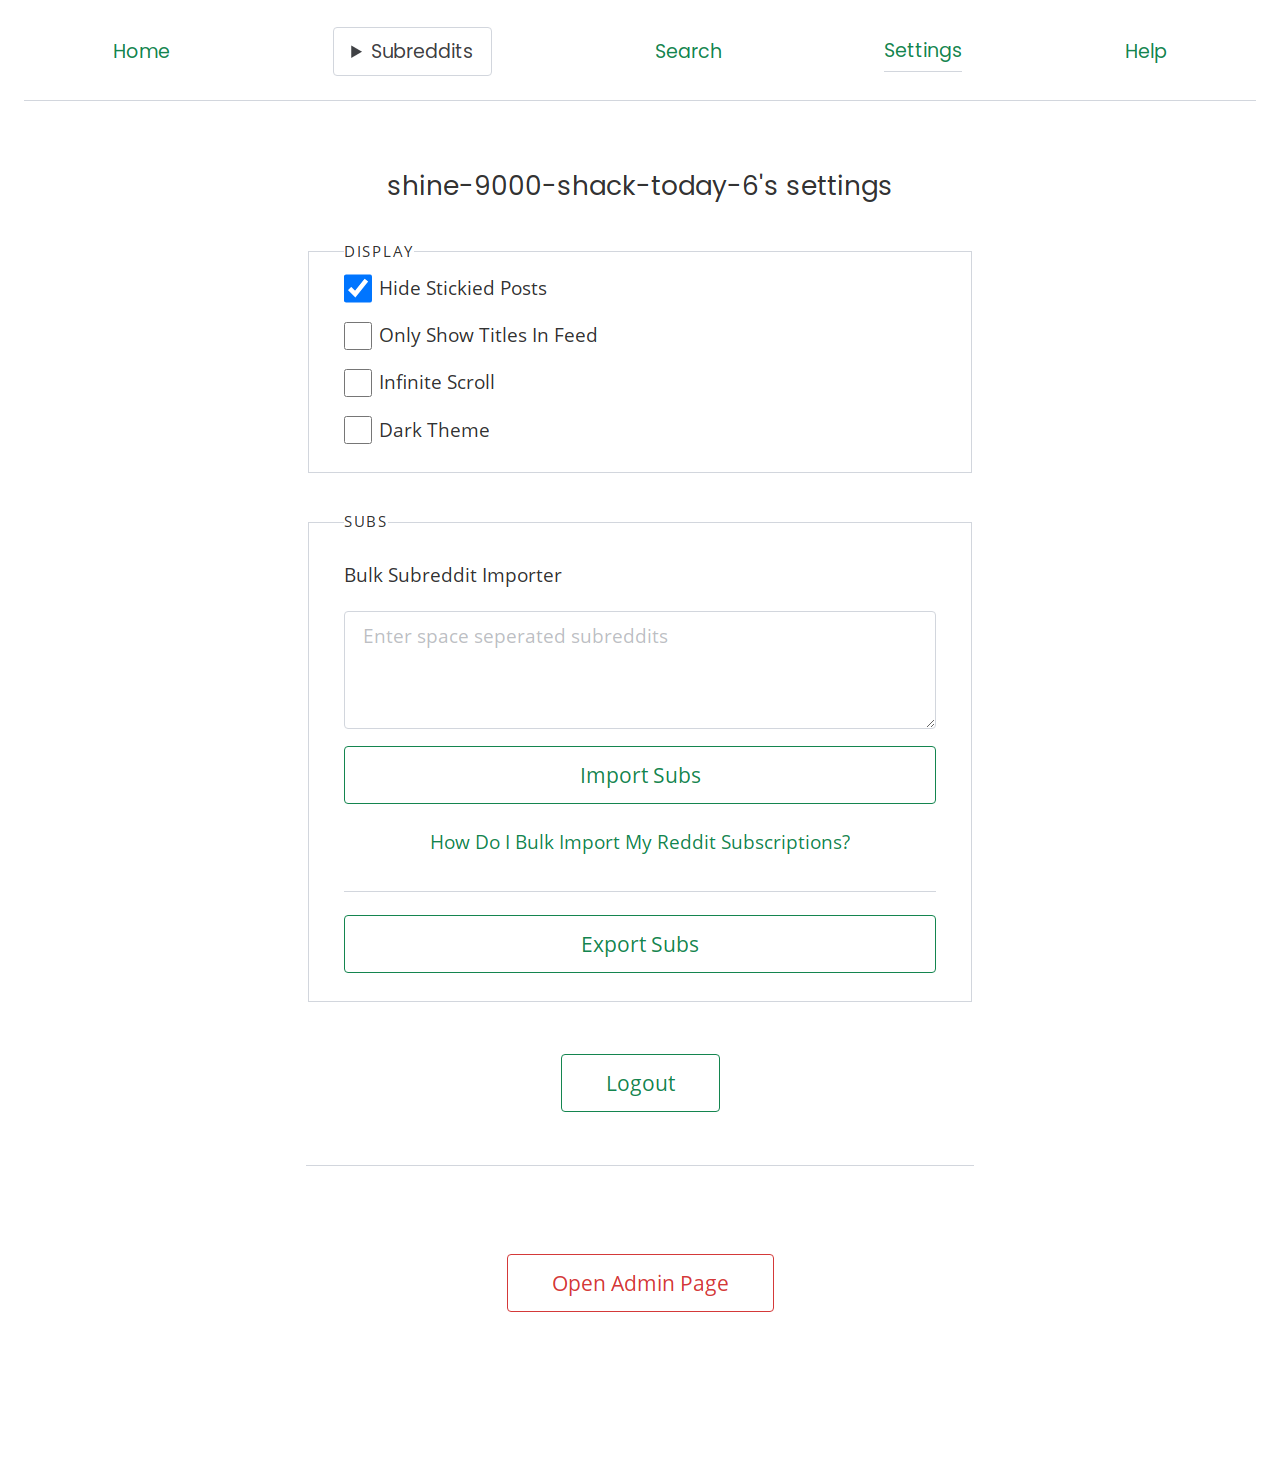 Home
Subreddits
Search
Settings
Help
shine-9000-shack-today-6's settings
DISPLAY
Hide Stickied Posts
Only Show Titles In Feed
Infinite Scroll
Dark Theme
SUBS
Bulk Subreddit Importer
Enter space seperated subreddits
Import Subs
How Do I Bulk Import My Reddit Subscriptions?
Export Subs
Logout
Open Admin Page